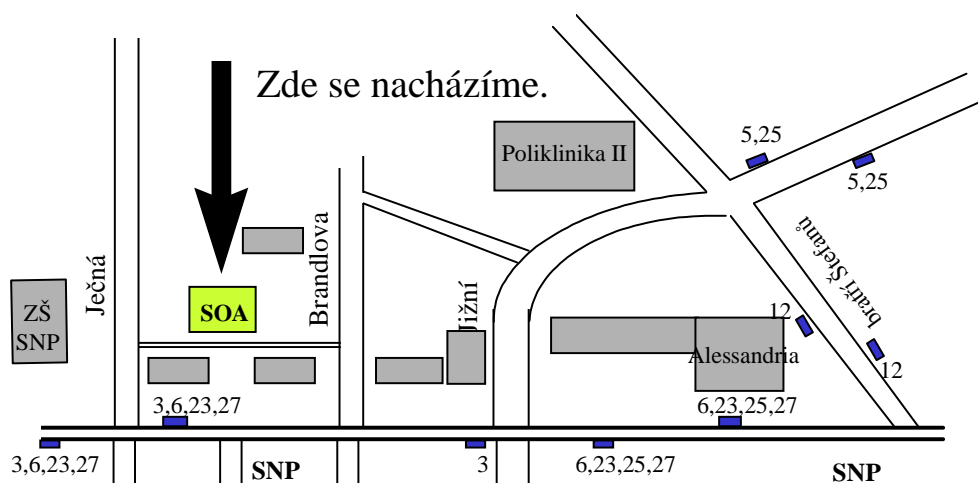 Zde se nacházíme.
5,25
Poliklinika II
5,25
bratří Štefanů
Brandlova
Ječná
Jižní
SOA
ZŠ
SNP
12
Alessandria
12
3,6,23,27
6,23,25,27
3,6,23,27
SNP
3
6,23,25,27
SNP